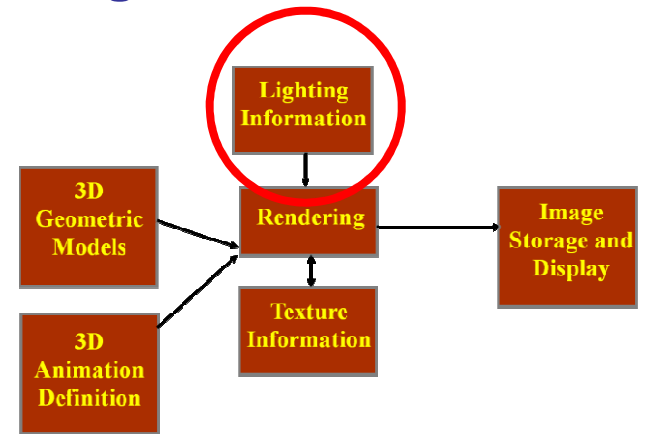 Lighting
Information
3D
Geometric
Models
Rendering
Image
Storage and
Display
3D
Animation
Definition
Texture
Information